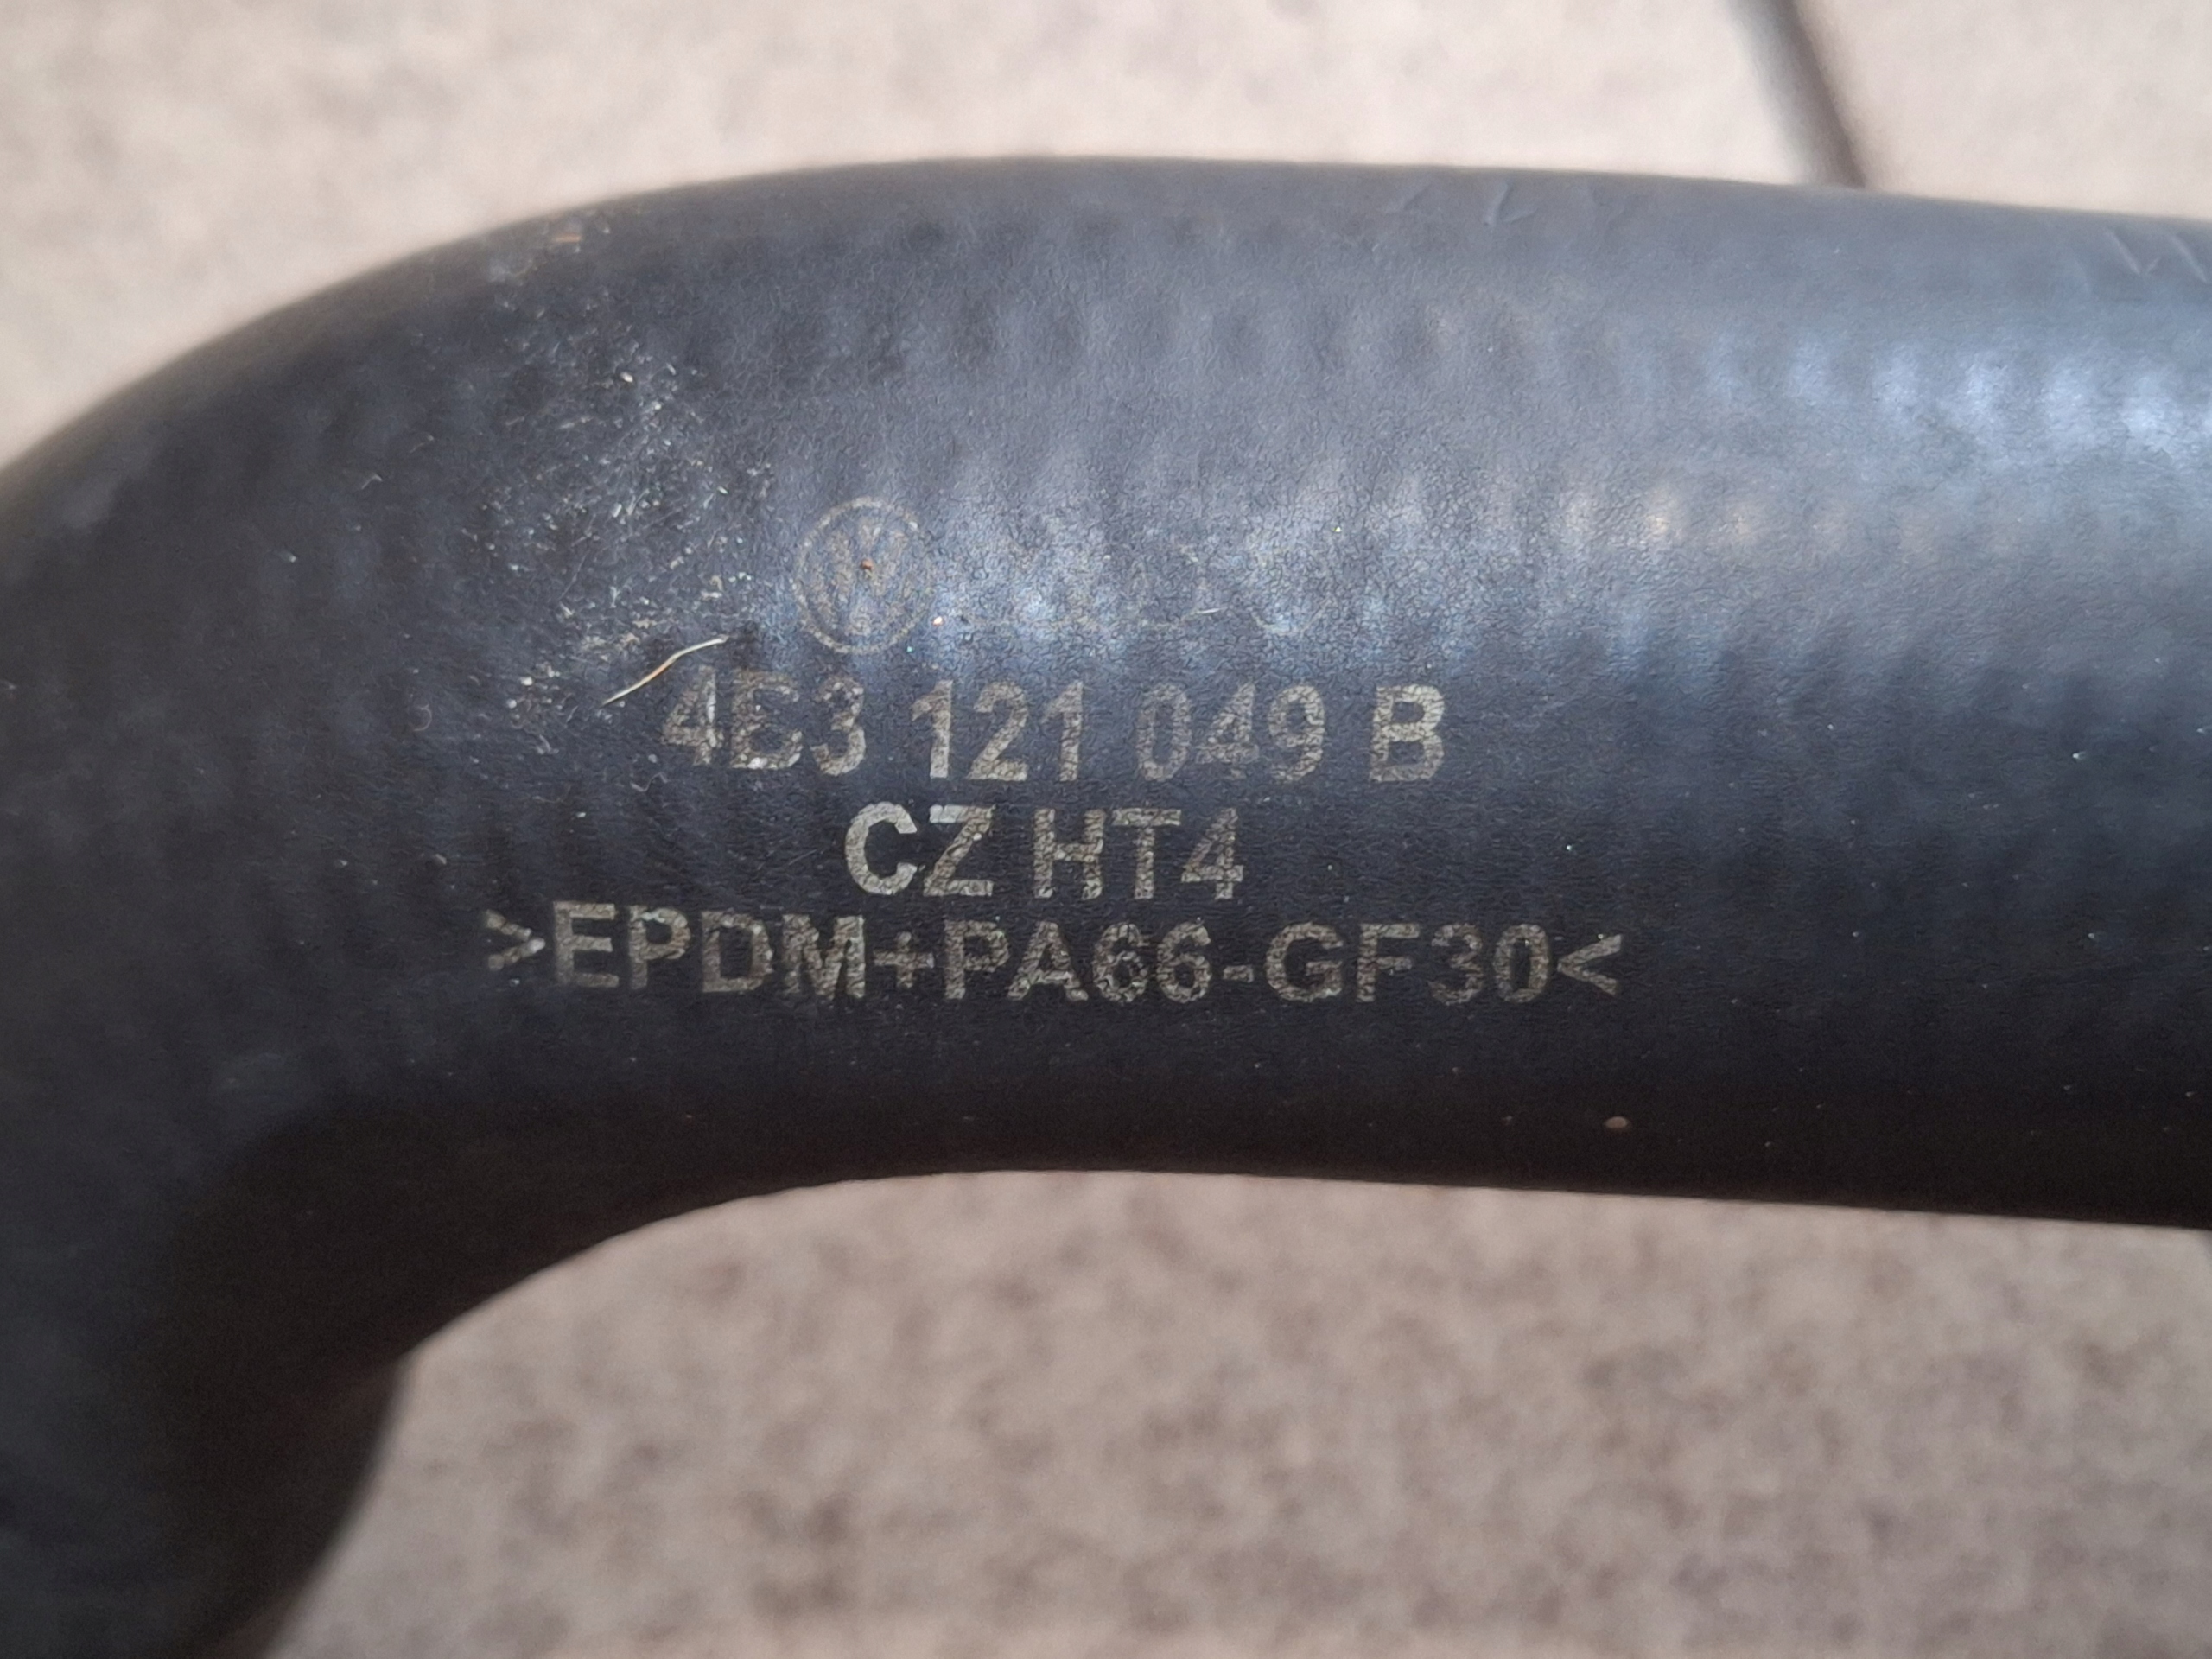 4B3 121 049 B
CZ HT4
>EPDM+PA66-GF30<